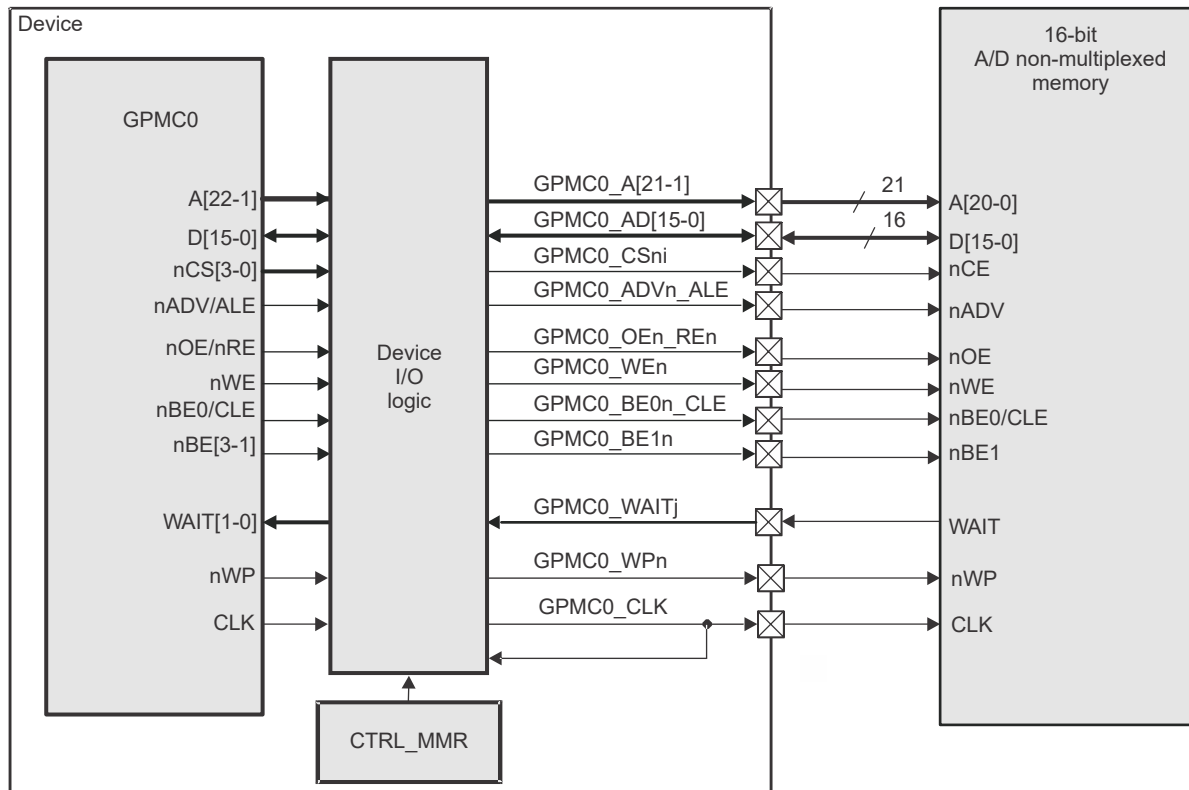 Device
GPMC0
A[22-1]
D[15-0]
nCS[3-0]
nADV/ALE
nOE/nRE
nWE
nBE0/CLE
nBE[3-1]
WAIT[1-0]
nWP
CLK
Device
I/O
logic
CTRL_MMR
GPMC0_A[21-1]
GPMC0_AD[15-0]
GPMC0_CSni
GPMC0_ADVn_ALE
GPMC0_OEn_REn
GPMC0_WEn
GPMC0_BE0n_CLE
GPMC0_BE1n
GPMC0_WAITj
GPMC0_WPn
GPMC0_CLK
21
16
16-bit
A/D non-multiplexed
memory
A[20-0]
D[15-0]
nCE
nADV
nOE
nWE
nBE0/CLE
nBE1
WAIT
nWP
CLK